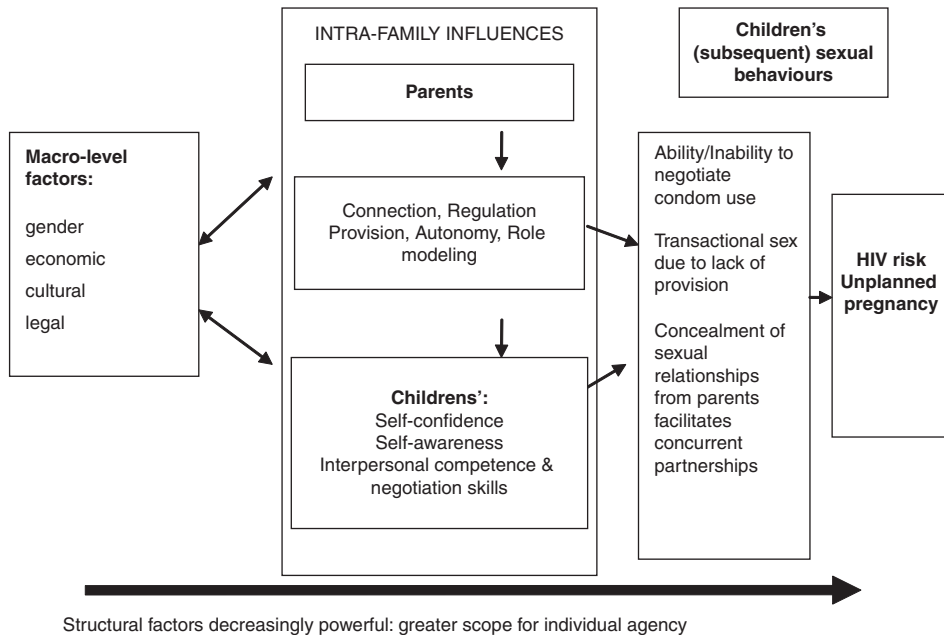 Macro-level
factors:
gender
economic
cultural
legal
INTRA-FAMILY INFLUENCES
Parents
Connection, Regulation
Provision, Autonomy, Role
modeling
Childrens’:
Self-confidence
Self-awareness
Interpersonal competence &
negotiation skills
Children’s
(subsequent) sexual
behaviours
Ability/Inability to
negotiate
condom use
Transactional sex
due to lack of
provision
Concealment of
sexual
relationships
from parents
facilitates
concurrent
partnerships
HIV risk
Unplanned
pregnancy
Structural factors decreasingly powerful: greater scope for individual agency